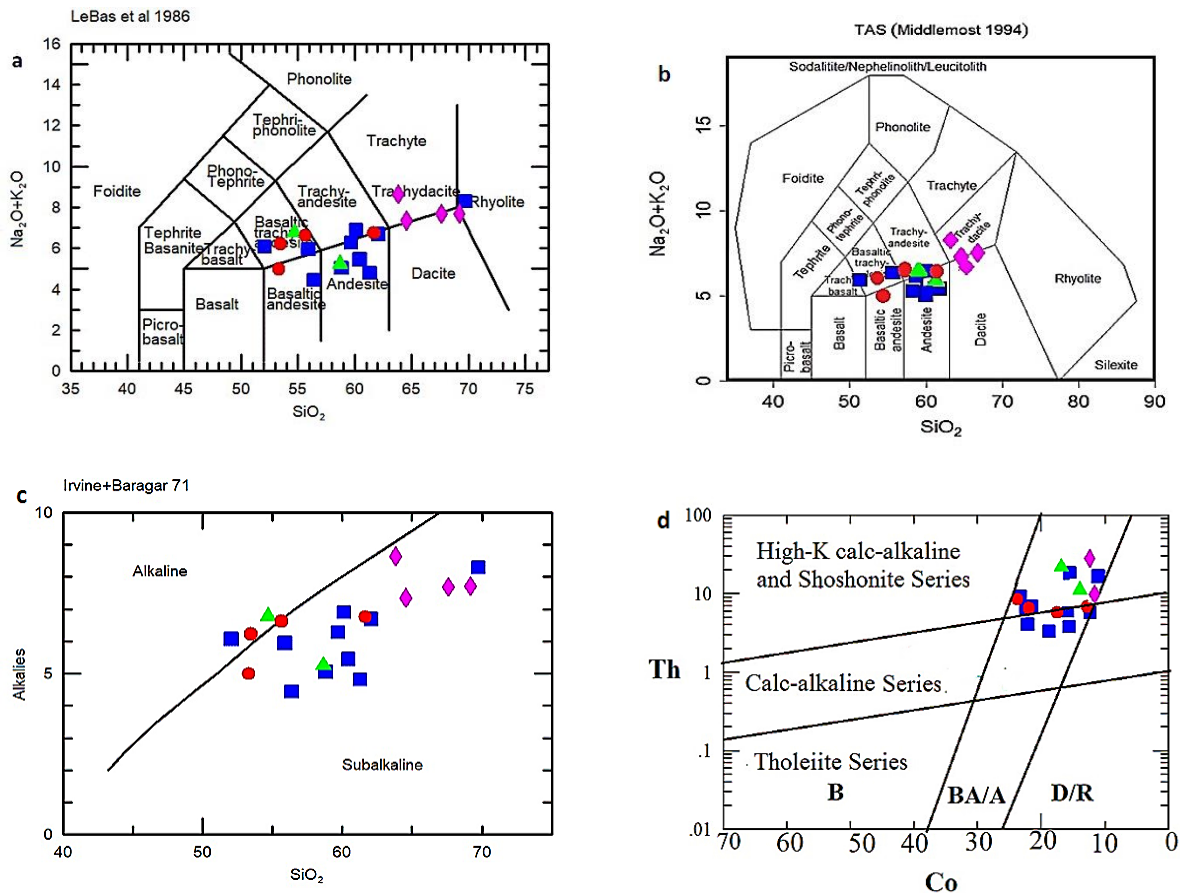 LeBas et al 1986
a
16
14
12
10
8
6
4
2
0
Na₂O+K₂O
Phonolite
Tephri-
phonolite
Trachyte
Phono-
Tephrite
Foidite
Trachy-
andesite
Trachydacite
Rhyolite
Basaltic
Tephrite
Basanite
Trachy-
basalt
Dacite
Andesite
Basalt
Basaltic
andesite
Picro-
basalt
35 40 45 50 55 60 65 70 75
SiO₂
TAS (Middlemost 1994)
b
15
10
5
0
Na₂O+K₂O
Sodalitite/Nephelinolith/Leucitolith
Phonolite
Foidite
Tephri-
phonolite
Trachyte
Phono-
tephrite
Trachy-
andesite
Trachy-
dacite
Tephrite
Basaltic
Basalt
Basaltic
andesite
Andesite
Dacite
Rhyolite
Picro-
basalt
Silexite
40 50 60 70 80 90
SiO₂
c
Irvine+Baragar 71
10
5
0
Alkalies
Alkaline
Subalkaline
40 50 60 70
SiO₂
d
100
10
1
.1
.01
Th
High-K calc-alkaline
and Shoshonite Series
Calc-alkaline Series
Tholeiite Series
B BA/A D/R
70 60 50 40 30 20 10 0
Co